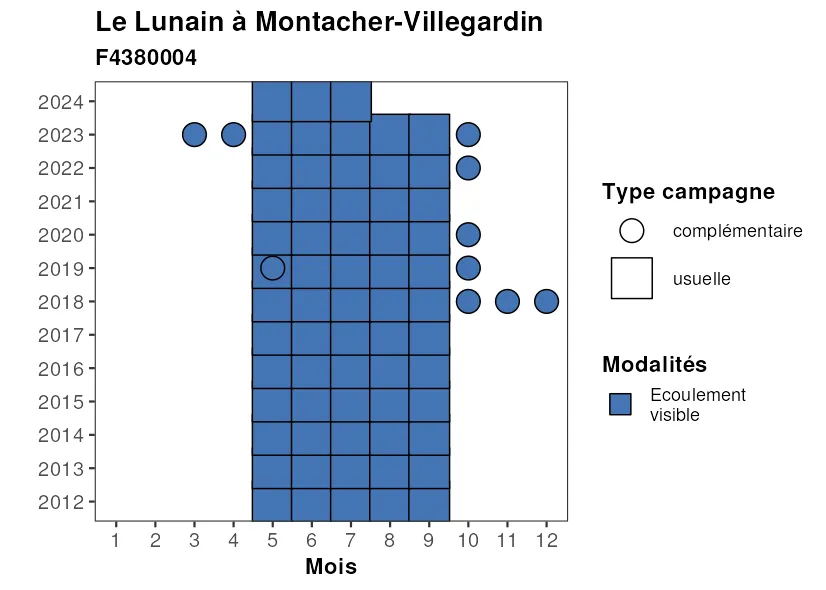 Le Lunain à Montacher-Villegardin
F4380004
2024
2023
2022
2021
2020
2019
2018
2017
2016
2015
2014
2013
2012
1 2 3 4 5 6 7 8 9 10 11 12
Mois
Type campagne
complémentaire
usuelle
Modalités
Ecoulement
visible